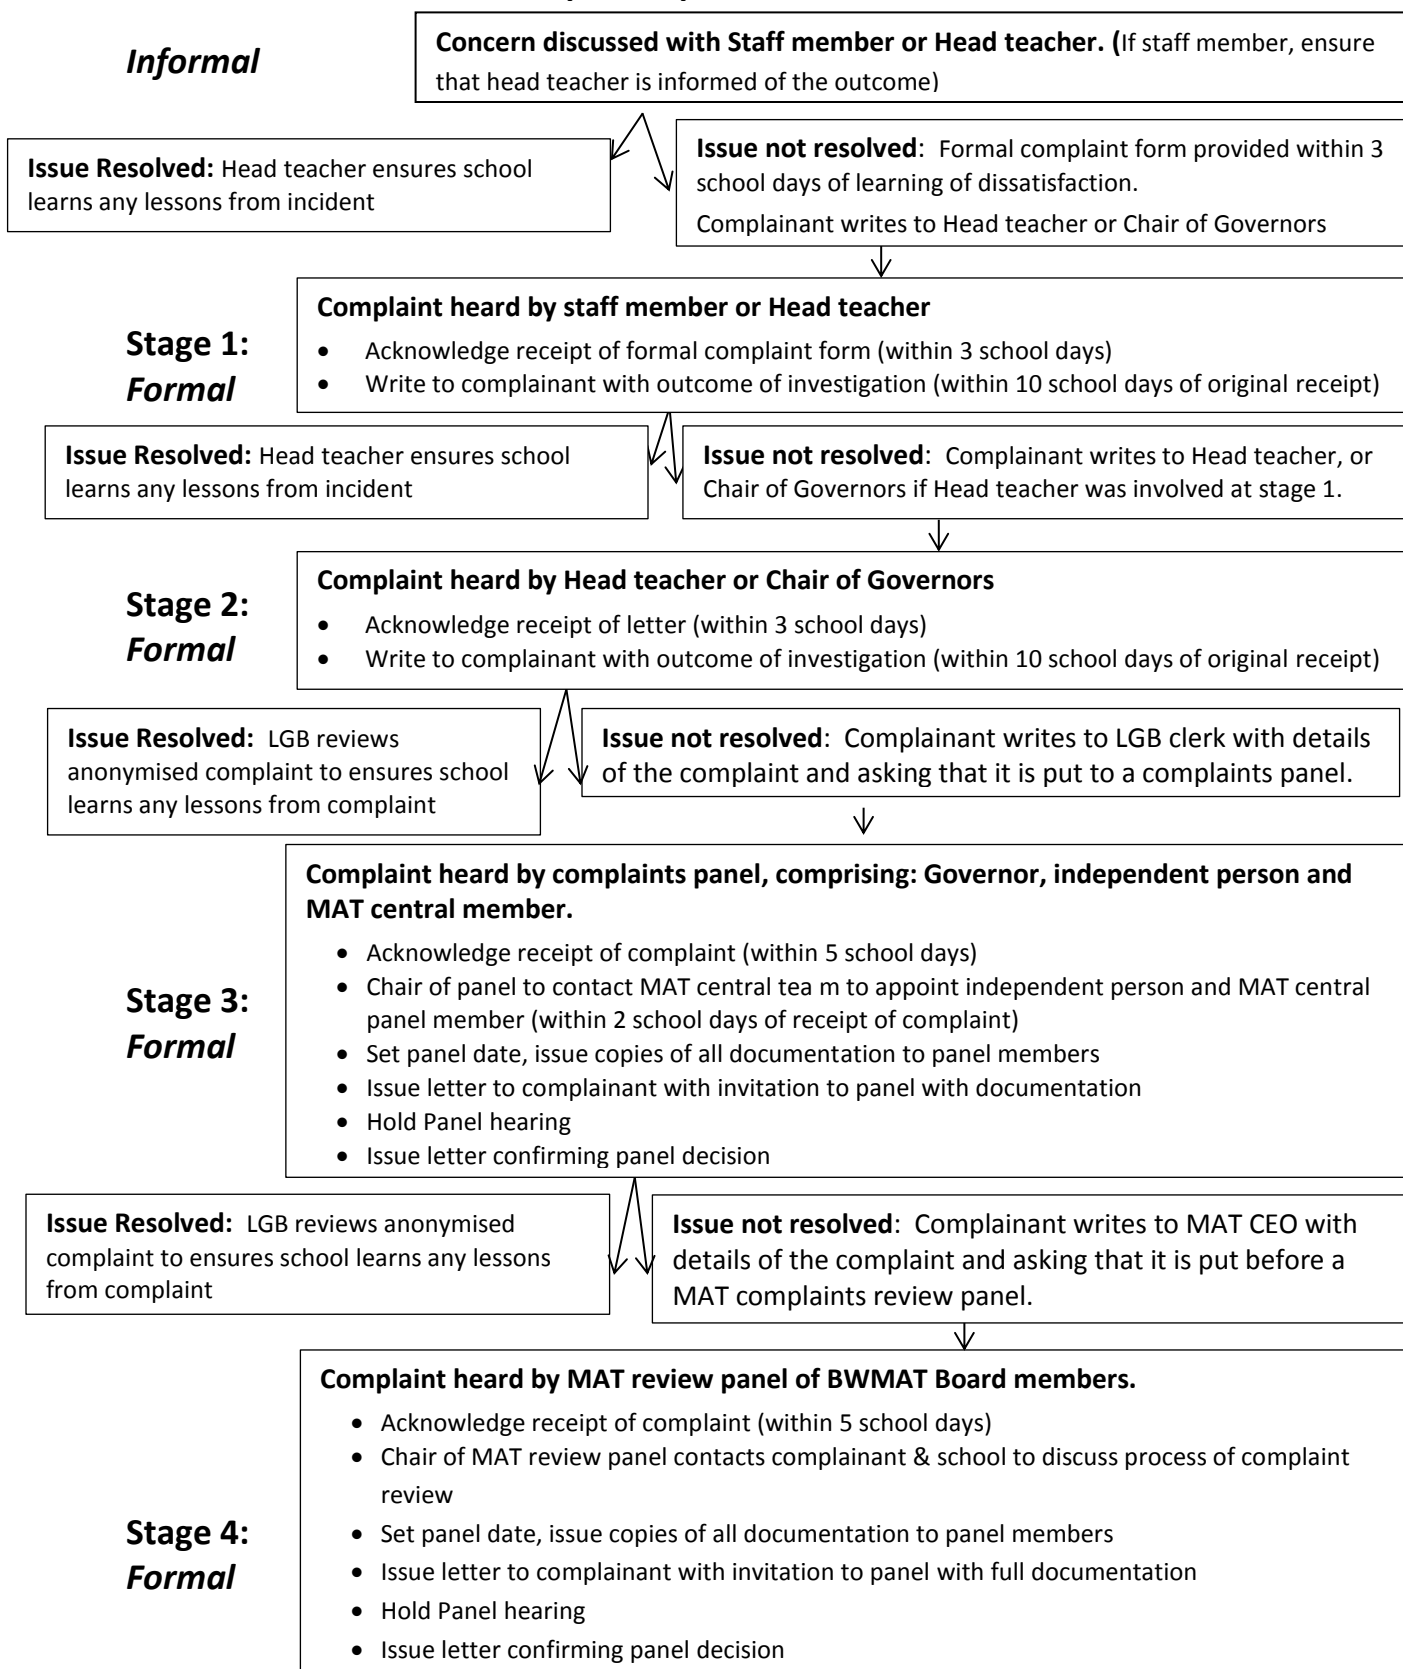 Informal
Concern discussed with Staff member or Head teacher. (If staff member, ensure
that head teacher is informed of the outcome)
Issue Resolved: Head teacher ensures school
learns any lessons from incident
Issue not resolved:  Formal complaint form provided within 3
school days of learning of dissatisfaction.
Complainant writes to Head teacher or Chair of Governors
Stage 1:
Formal
Complaint heard by staff member or Head teacher
• Acknowledge receipt of formal complaint form (within 3 school days)
• Write to complainant with outcome of investigation (within 10 school days of original receipt)
Issue Resolved: Head teacher ensures school
learns any lessons from incident
Issue not resolved:  Complainant writes to Head teacher, or
Chair of Governors if Head teacher was involved at stage 1.
Stage 2:
Formal
Complaint heard by Head teacher or Chair of Governors
• Acknowledge receipt of letter (within 3 school days)
• Write to complainant with outcome of investigation (within 10 school days of original receipt)
Issue Resolved:  LGB reviews
anonymised complaint to ensures school
learns any lessons from complaint
Issue not resolved:  Complainant writes to LGB clerk with details
of the complaint and asking that it is put to a complaints panel.
Stage 3:
Formal
Complaint heard by complaints panel, comprising: Governor, independent person and
MAT central member.
• Acknowledge receipt of complaint (within 5 school days)
• Chair of panel to contact MAT central tea m to appoint independent person and MAT central
panel member (within 2 school days of receipt of complaint)
• Set panel date, issue copies of all documentation to panel members
• Issue letter to complainant with invitation to panel with documentation
• Hold Panel hearing
• Issue letter confirming panel decision
Issue Resolved:  LGB reviews anonymised
complaint to ensures school learns any lessons
from complaint
Issue not resolved:  Complainant writes to MAT CEO with
details of the complaint and asking that it is put before a
MAT complaints review panel.
Stage 4:
Formal
Complaint heard by MAT review panel of BWMAT Board members.
• Acknowledge receipt of complaint (within 5 school days)
• Chair of MAT review panel contacts complainant & school to discuss process of complaint
review
• Set panel date, issue copies of all documentation to panel members
• Issue letter to complainant with invitation to panel with full documentation
• Hold Panel hearing
• Issue letter confirming panel decision